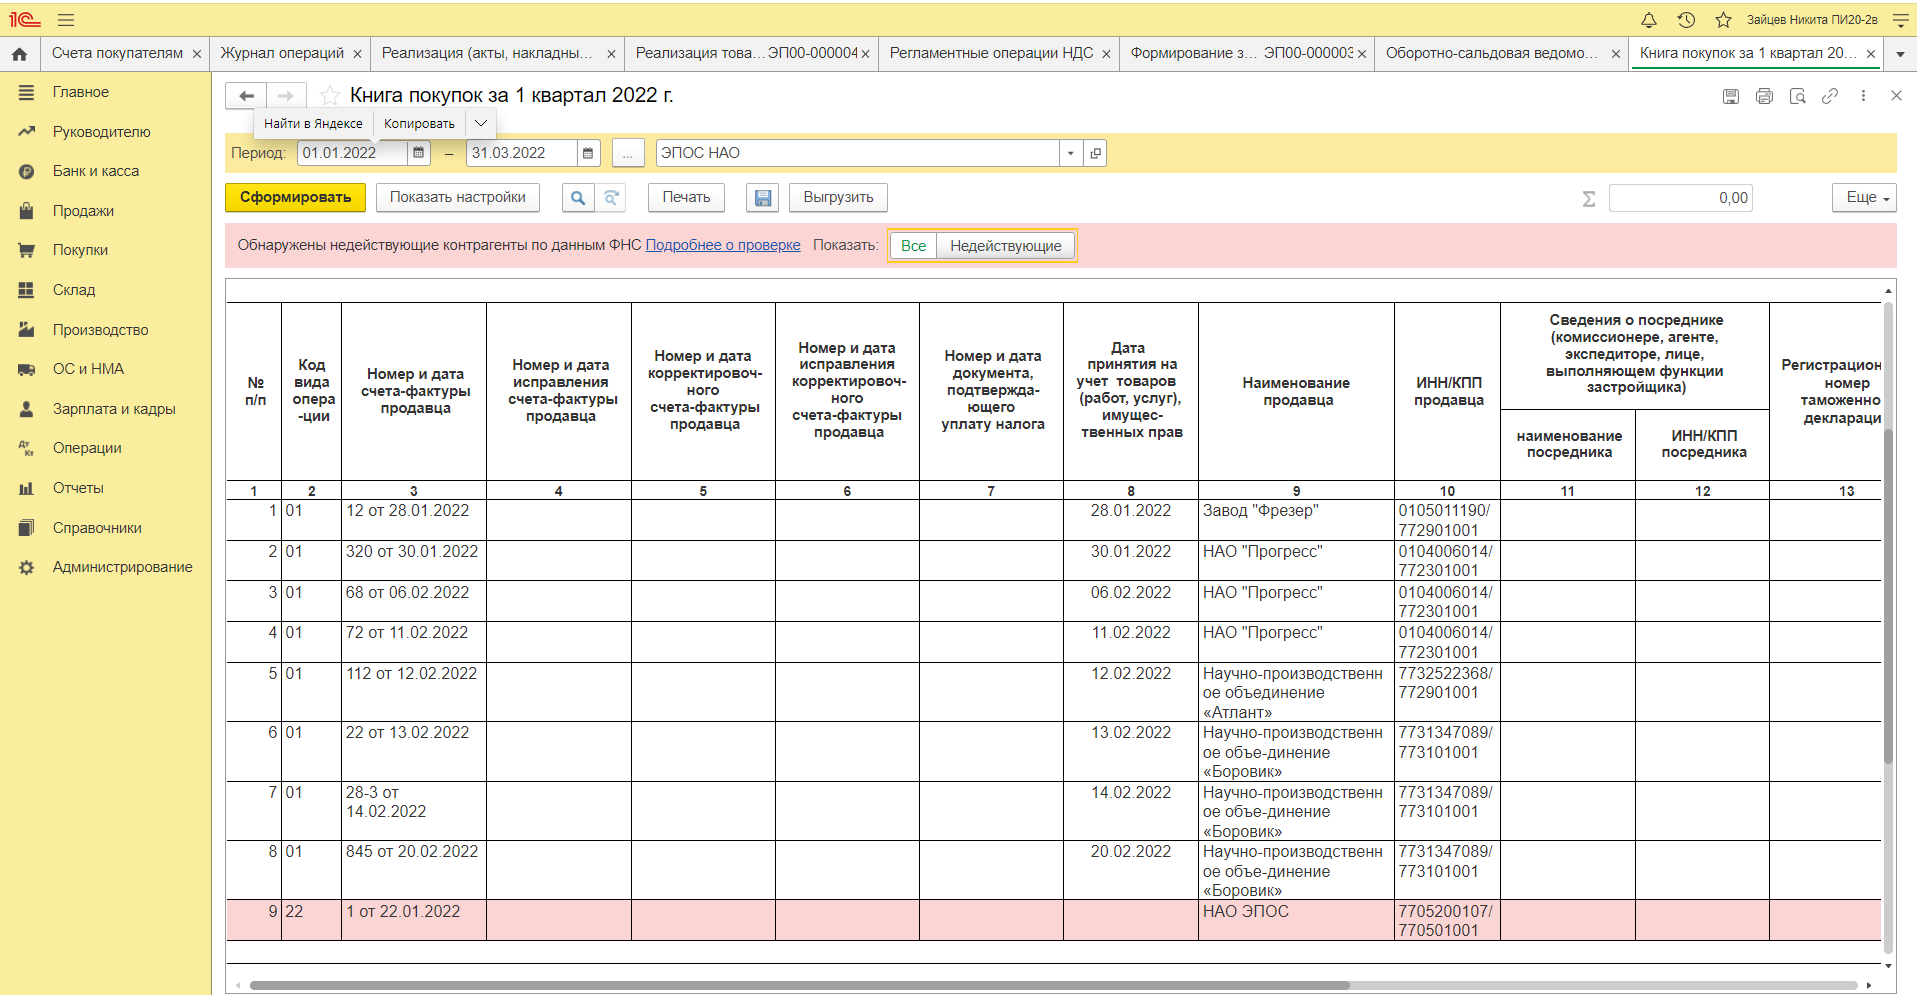 1С
Зайцев Никита ПИ20-2в
Счета покупателям ×
Журнал операций ×
Реализация (акты, накладны... ×
Реализация това... ЭП00-000004 ×
Регламентные операции НДС ×
Формирование з... ЭП00-000003 ×
Оборотно-сальдовая ведомо... ×
Книга покупок за 1 квартал 20... ×
Главное
Руководителю
Банк и касса
Продажи
Покупки
Склад
Производство
ОС и НМА
Зарплата и кадры
Операции
Отчеты
Справочники
Администрирование
Книга покупок за 1 квартал 2022 г.
Найти в Яндексе Копировать
Период: 01.01.2022 – 31.03.2022 ... ЭПОС НАО
Сформировать Показать настройки Печать Выгрузить Σ 0,00 Еще
Обнаружены недействующие контрагенты по данным ФНС Подробнее о проверке Показать: Все Недействующие
№
п/п
Код
вида
опера
-ции
Номер и дата
счета-фактуры
продавца
Номер и дата
исправления
счета-фактуры
продавца
Номер и дата
корректировоч-
ного
счета-фактуры
продавца
Номер и дата
исправления
корректировоч-
ного
счета-фактуры
продавца
Номер и дата
документа,
подтвержда-
ющего
уплату налога
Дата
принятия на
учет товаров
(работ, услуг),
имущес-
твенных прав
Наименование
продавца
ИНН/КПП
продавца
Сведения о посреднике
(комиссионере, агенте,
экспедиторе, лице,
выполняющем функции
застройщика)
наименование
посредника
ИНН/КПП
посредника
Регистрацион
номер
таможенно
деклараци
1 2 3 4 5 6 7 8 9 10 11 12 13
1 01 12 от 28.01.2022 28.01.2022 Завод "Фрезер" 0105011190/
772901001
2 01 320 от 30.01.2022 30.01.2022 НАО "Прогресс" 0104006014/
772301001
3 01 68 от 06.02.2022 06.02.2022 НАО "Прогресс" 0104006014/
772301001
4 01 72 от 11.02.2022 11.02.2022 НАО "Прогресс" 0104006014/
772301001
5 01 112 от 12.02.2022 12.02.2022 Научно-производственн 7732522368/
ое объединение 772901001
«Атлант»
6 01 22 от 13.02.2022 13.02.2022 Научно-производственн 7731347089/
ое объе-динение 773101001
«Боровик»
7 01 28-3 от 14.02.2022 Научно-производственн 7731347089/
14.02.2022 ое объе-динение 773101001
«Боровик»
8 01 845 от 20.02.2022 20.02.2022 Научно-производственн 7731347089/
ое объе-динение 773101001
«Боровик»
9 22 1 от 22.01.2022 НАО ЭПОС 7705200107/
770501001